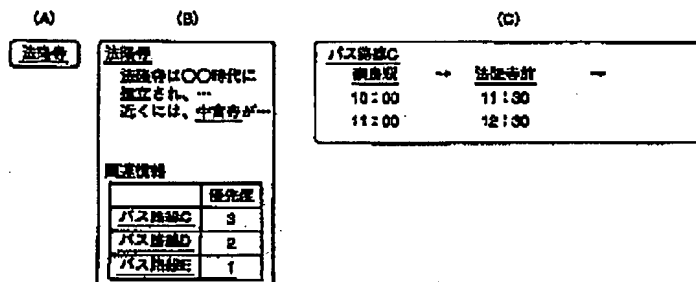 (A)
(B)
(C)
法隆寺
法隆寺
法隆寺は〇〇時代に
建立され、…
近くには、中宮寺が…
関連情報
優先度
バス路線C 3
バス路線D 2
バス路線E 1
バス路線C
奈良駅 → 法隆寺前 →
10:00 11:30
11:00 12:30